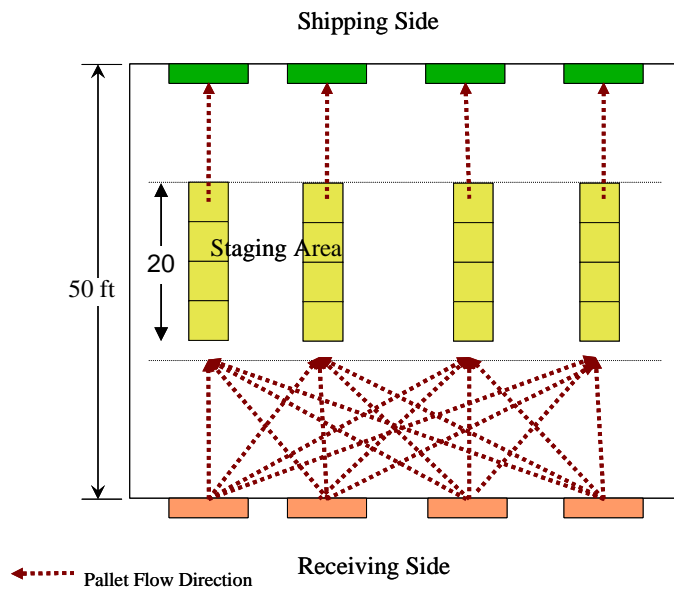 Shipping Side
Staging Area
20
50 ft
Receiving Side
Pallet Flow Direction